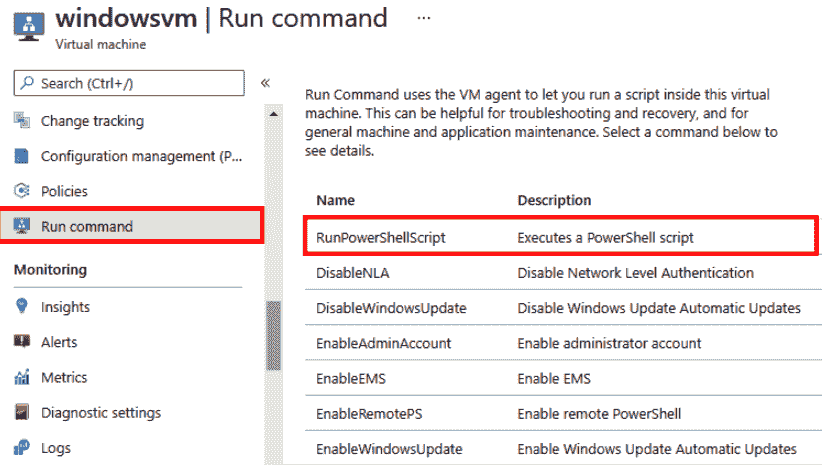 windowsvm | Run command ...
Virtual machine
Search (Ctrl+/) «
Change tracking
Configuration management (P...
Policies
Run command
Monitoring
Insights
Alerts
Metrics
Diagnostic settings
Logs
Run Command uses the VM agent to let you run a script inside this virtual
machine. This can be helpful for troubleshooting and recovery, and for
general machine and application maintenance. Select a command below to
see details.
Name Description
RunPowerShellScript Executes a PowerShell script
DisableNLA Disable Network Level Authentication
DisableWindowsUpdate Disable Windows Update Automatic Updates
EnableAdminAccount Enable administrator account
EnableEMS Enable EMS
EnableRemotePS Enable remote PowerShell
EnableWindowsUpdate Enable Windows Update Automatic Updates